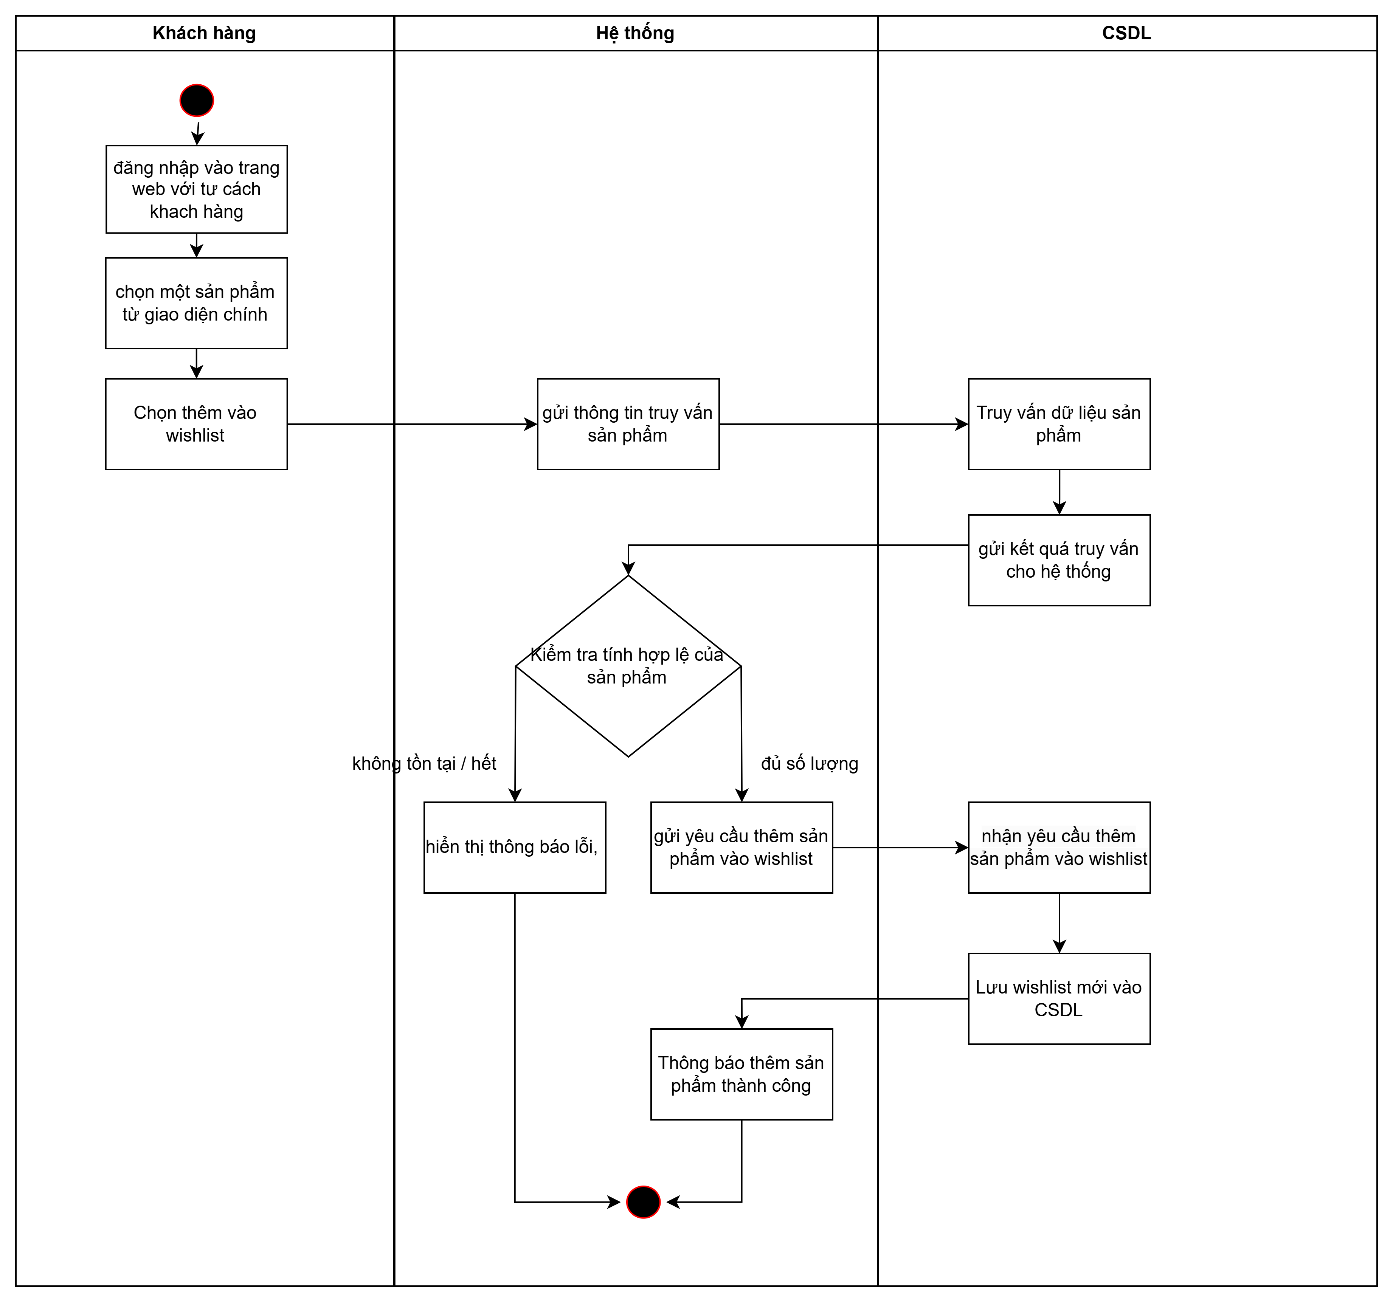 Khách hàng
Hệ thống
CSDL
đăng nhập vào trang
web với tư cách
khach hàng
chọn một sản phẩm
từ giao diện chính
Chọn thêm vào
wishlist
gửi thông tin truy vấn
sản phẩm
Truy vấn dữ liệu sản
phẩm
gửi kết quá truy vấn
cho hệ thống
Kiểm tra tính hợp lệ của
sản phẩm
không tồn tại / hết
đủ số lượng
hiển thị thông báo lỗi,
gửi yêu cầu thêm sản
phẩm vào wishlist
nhận yêu cầu thêm
sản phẩm vào wishlist
Lưu wishlist mới vào
CSDL
Thông báo thêm sản
phẩm thành công